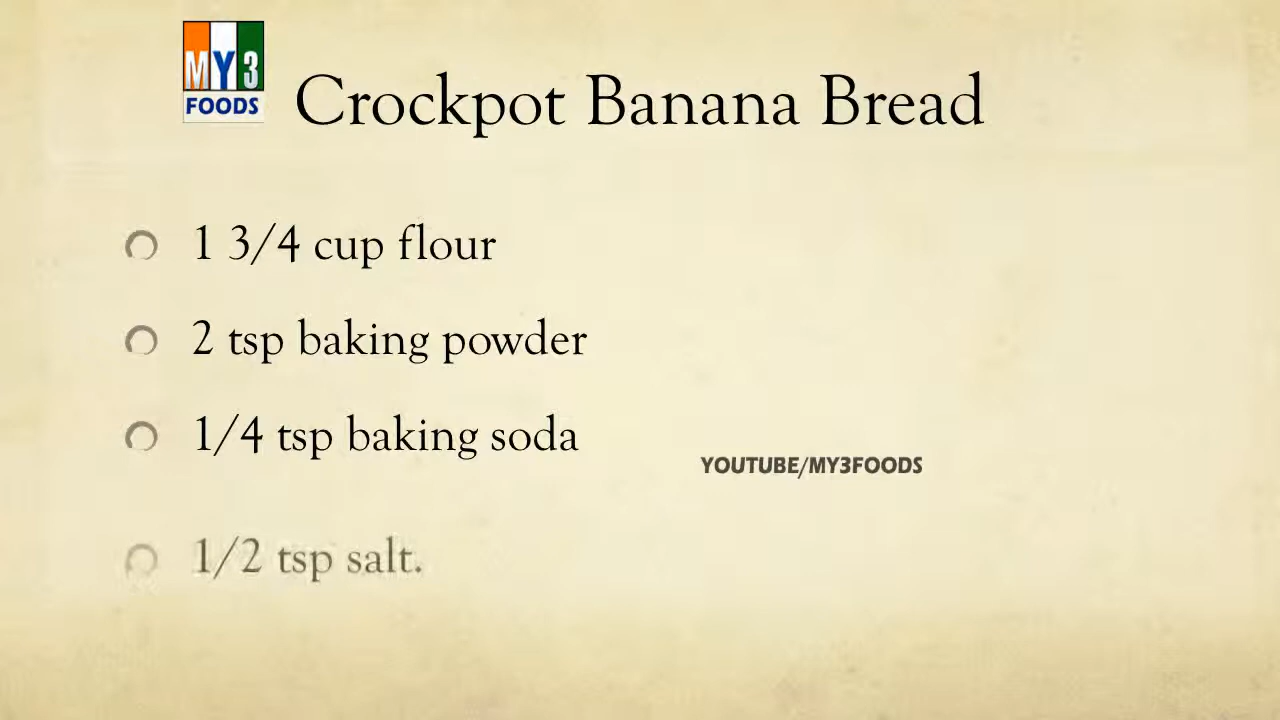 MY3
FOODS
Crockpot Banana Bread
1 3/4 cup flour
2 tsp baking powder
1/4 tsp baking soda
YOUTUBE/MY3FOODS
1/2 tsp salt.